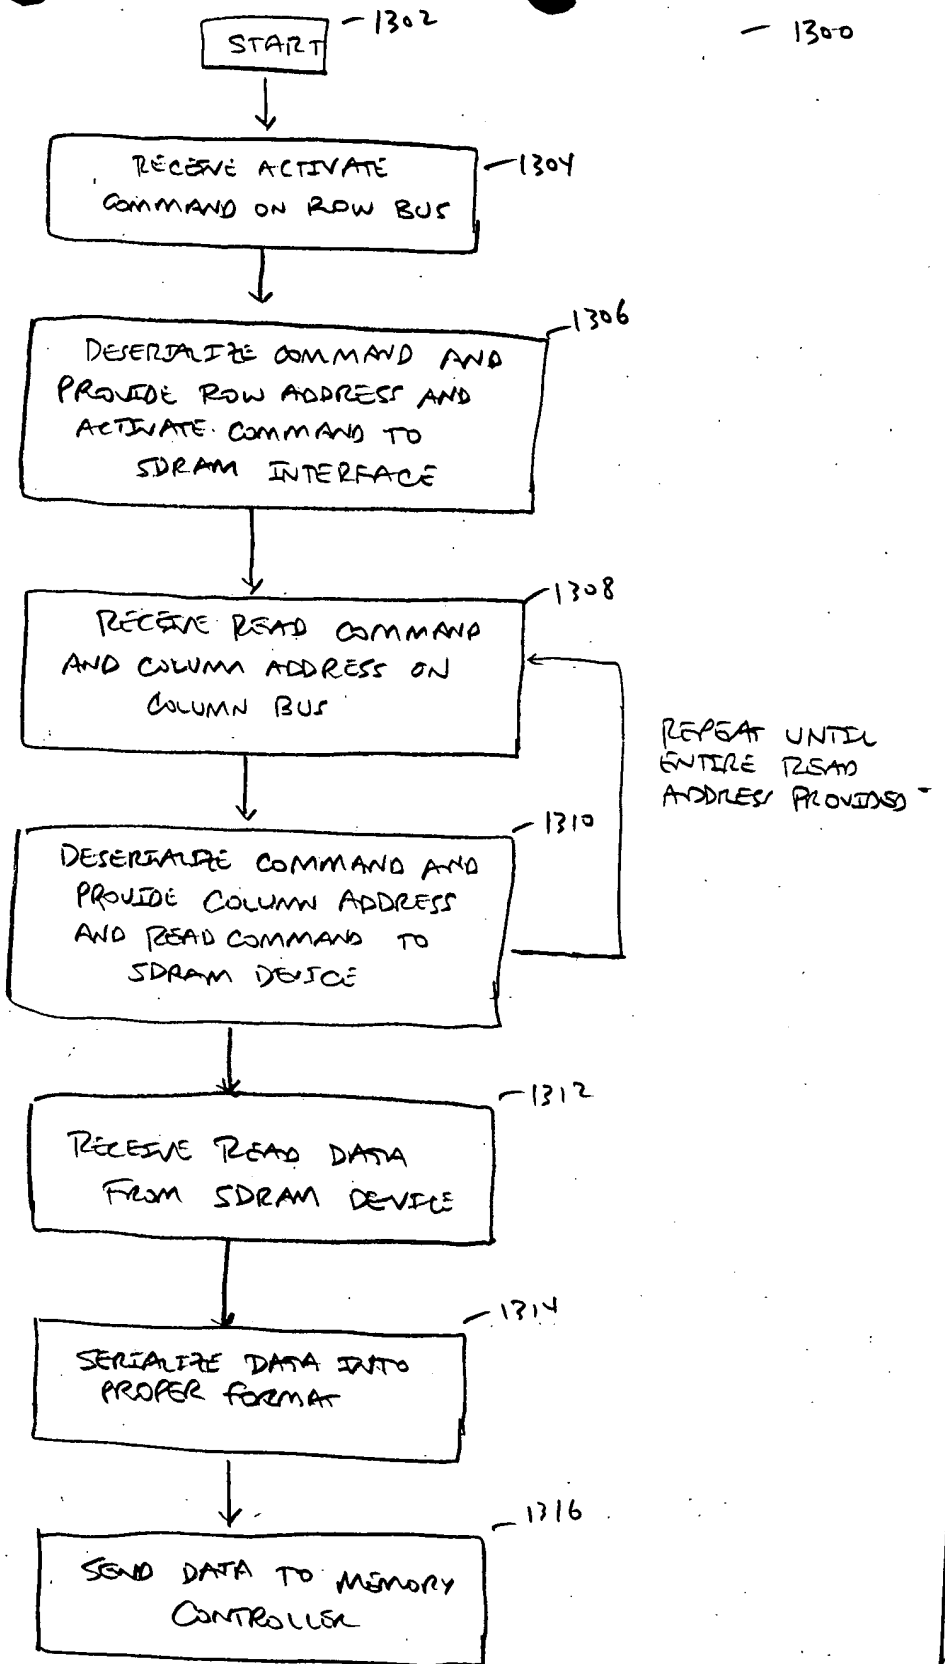 START
1302
1300
RECEIVE ACTIVATE
COMMAND ON ROW BUS
1304
1306
DESERIALIZE COMMAND AND
PROVIDE ROW ADDRESS AND
ACTIVATE COMMAND TO
SDRAM INTERFACE
1308
RECEIVE READ COMMAND
AND COLUMN ADDRESS ON
COLUMN BUS
REPEAT UNTIL
ENTIRE READ
ADDRESS PROVIDED
1310
DESERIALIZE COMMAND AND
PROVIDE COLUMN ADDRESS
AND READ COMMAND TO
SDRAM DEVICE
1312
RECEIVE READ DATA
FROM SDRAM DEVICE
1314
SERIALIZE DATA INTO
PROPER FORMAT
1316
SEND DATA TO MEMORY
CONTROLLER